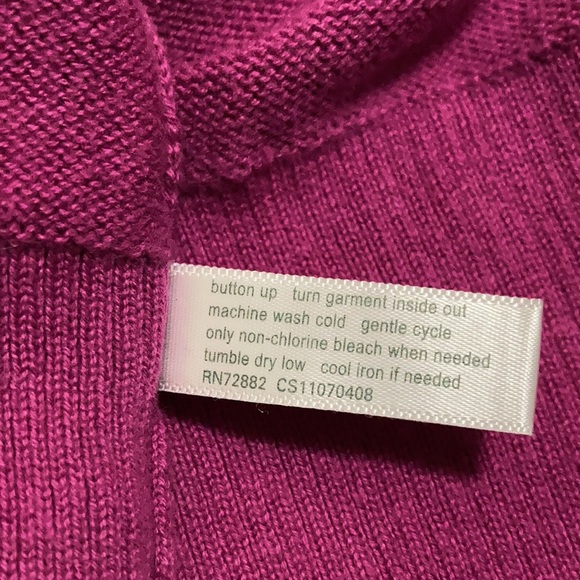 button up turn garment inside out
machine wash cold gentle cycle
only non-chlorine bleach when needed
tumble dry low cool iron if needed
RN72882 CS11070408